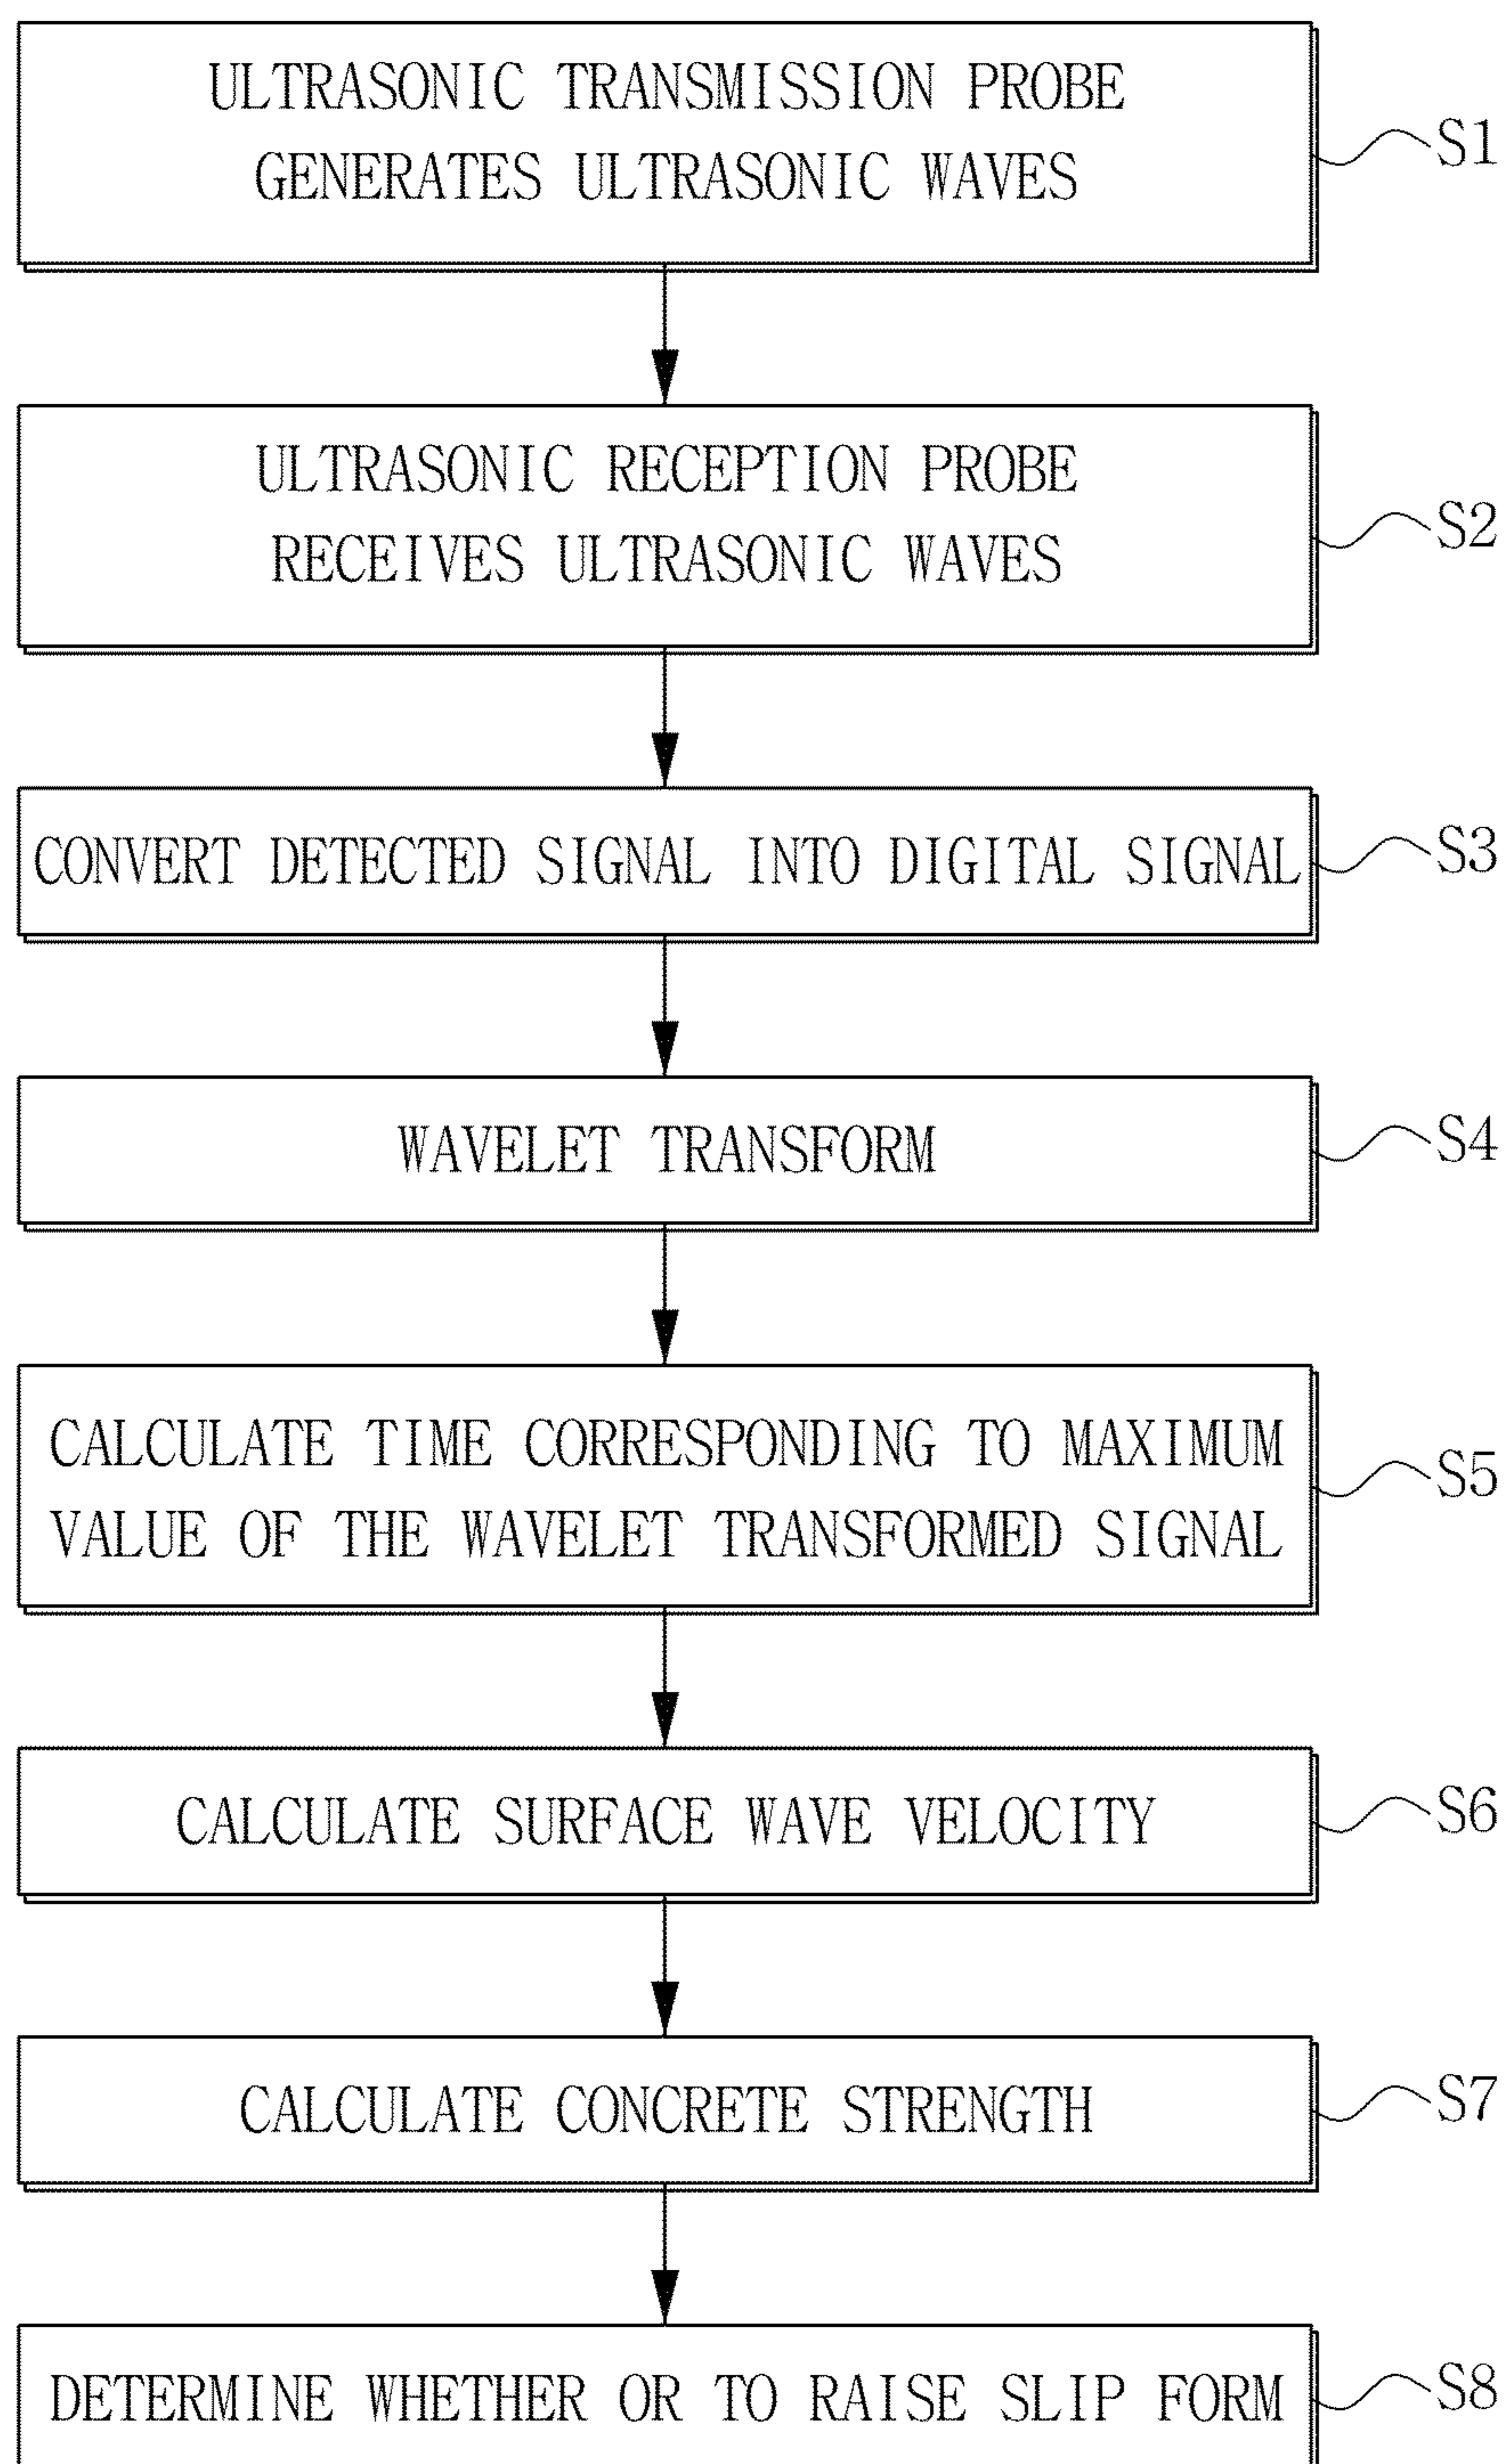 ULTRASONIC TRANSMISSION PROBE
GENERATES ULTRASONIC WAVES
S1
ULTRASONIC RECEPTION PROBE
RECEIVES ULTRASONIC WAVES
S2
CONVERT DETECTED SIGNAL INTO DIGITAL SIGNAL
S3
WAVELET TRANSFORM
S4
CALCULATE TIME CORRESPONDING TO MAXIMUM
VALUE OF THE WAVELET TRANSFORMED SIGNAL
S5
CALCULATE SURFACE WAVE VELOCITY
S6
CALCULATE CONCRETE STRENGTH
S7
DETERMINE WHETHER OR TO RAISE SLIP FORM
S8